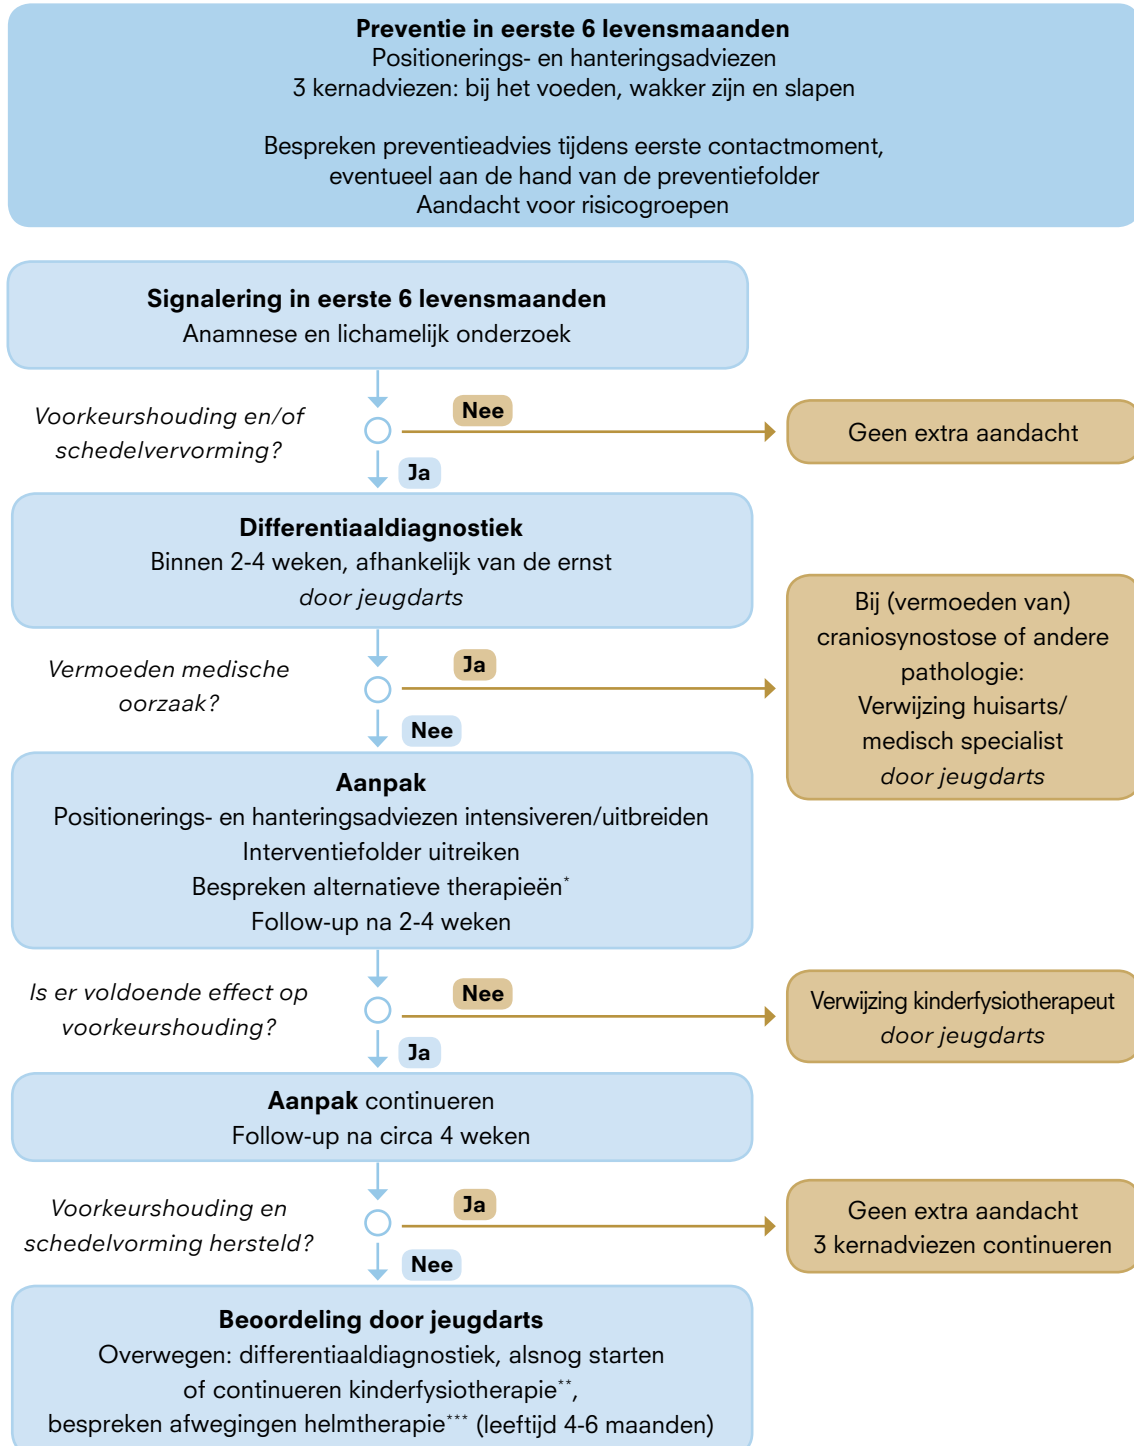 Preventie in eerste 6 levensmaanden
Positionerings- en hanteringsadviezen
3 kernadviezen: bij het voeden, wakker zijn en slapen
Bespreken preventieadvies tijdens eerste contactmoment,
eventueel aan de hand van de preventiefolder
Aandacht voor risicogroepen
Signalering in eerste 6 levensmaanden
Anamnese en lichamelijk onderzoek
Voorkeurshouding en/of
schedelvervorming?
Nee
Geen extra aandacht
Ja
Differentiaaldiagnostiek
Binnen 2-4 weken, afhankelijk van de ernst
door jeugdarts
Vermoeden medische
oorzaak?
Ja
Bij (vermoeden van)
craniosynostose of andere
pathologie:
Verwijzing huisarts/
medisch specialist
door jeugdarts
Nee
Aanpak
Positionerings- en hanteringsadviezen intensiveren/uitbreiden
Interventiefolder uitreiken
Bespreken alternatieve therapieën*
Follow-up na 2-4 weken
Is er voldoende effect op
voorkeurshouding?
Nee
Verwijzing kinderfysiotherapeut
door jeugdarts
Ja
Aanpak continueren
Follow-up na circa 4 weken
Voorkeurshouding en
schedelvorming hersteld?
Ja
Geen extra aandacht
3 kernadviezen continueren
Nee
Beoordeling door jeugdarts
Overwegen: differentiaaldiagnostiek, alsnog starten
of continueren kinderfysiotherapie**,
bespreken afwegingen helmtherapie*** (leeftijd 4-6 maanden)